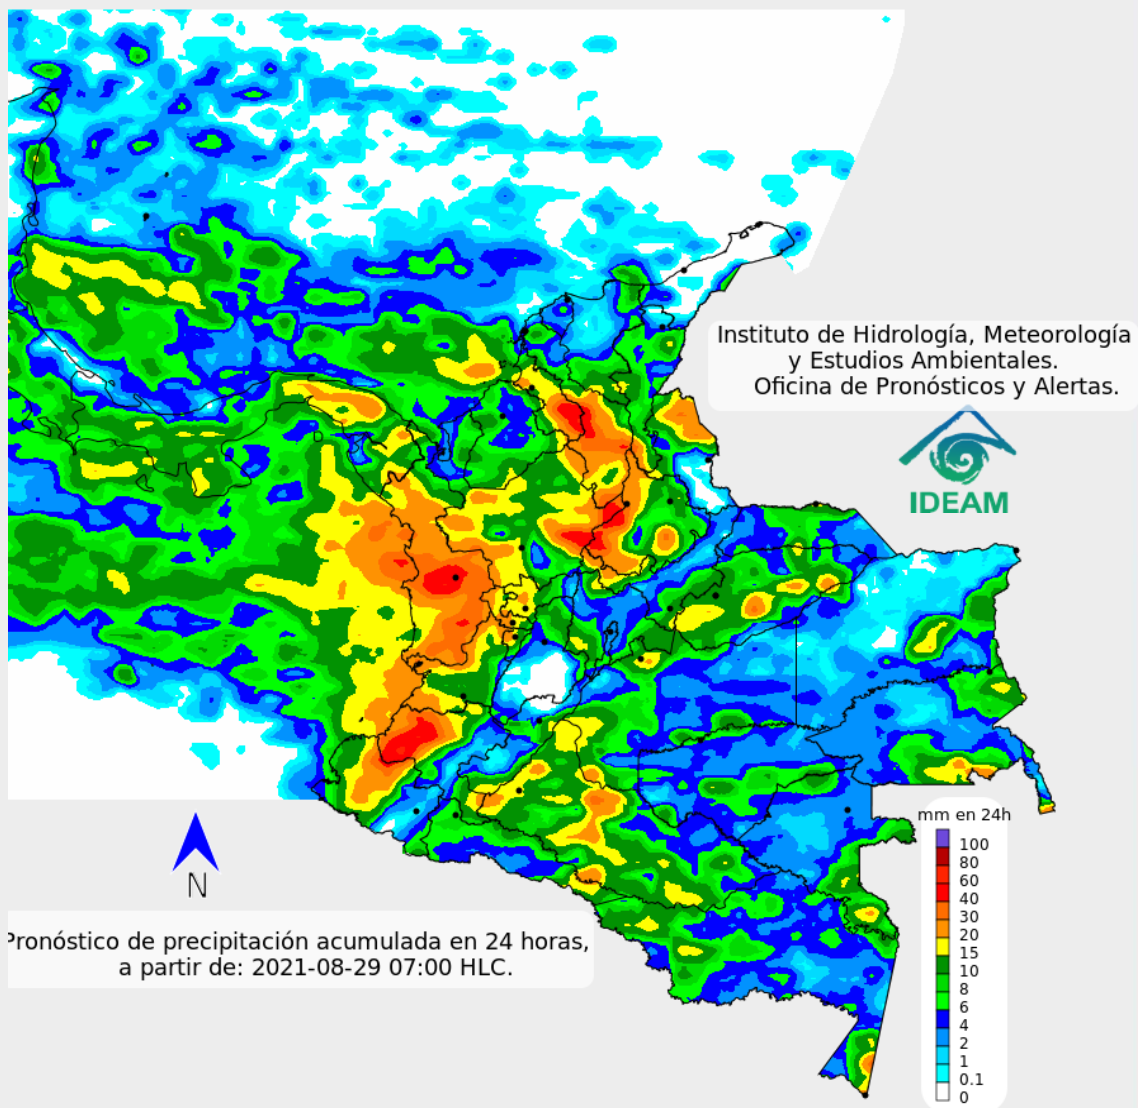 Instituto de Hidrología, Meteorología
y Estudios Ambientales.
Oficina de Pronósticos y Alertas.
IDEAM
mm en 24h
100
80
60
40
30
20
15
10
8
6
4
2
1
0.1
0
N
Pronóstico de precipitación acumulada en 24 horas,
a partir de: 2021-08-29 07:00 HLC.